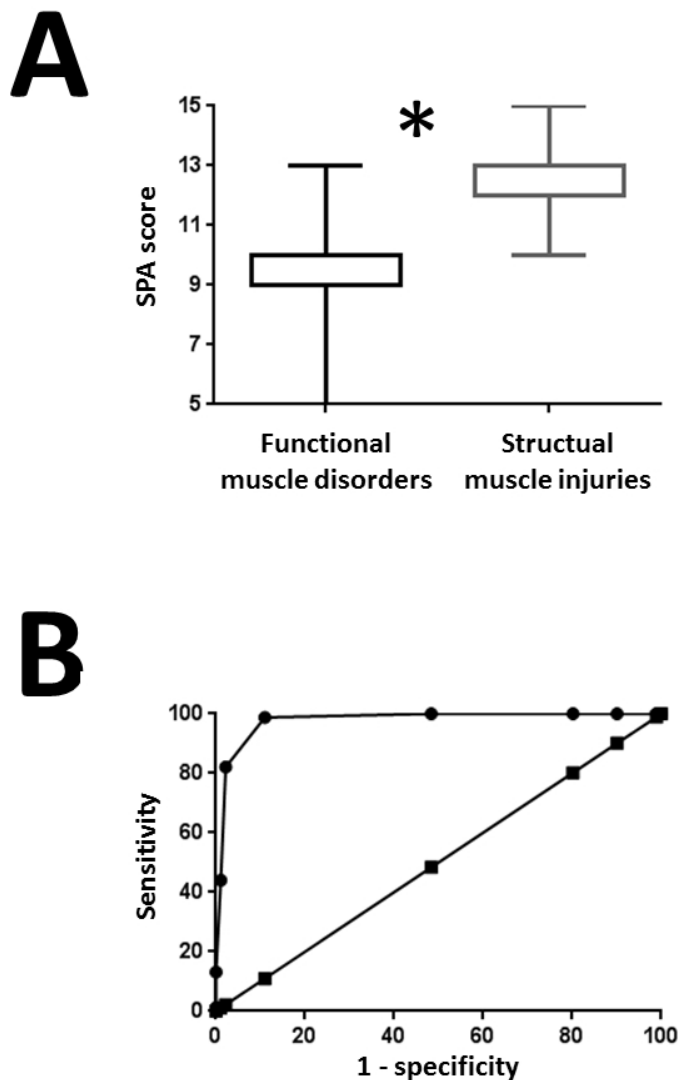 A
15
*
13
11
9
7
5
SPA score
Functional
muscle disorders
Structual
muscle injuries
B
100
80
60
40
20
0
Sensitivity
0 20 40 60 80 100
1 - specificity